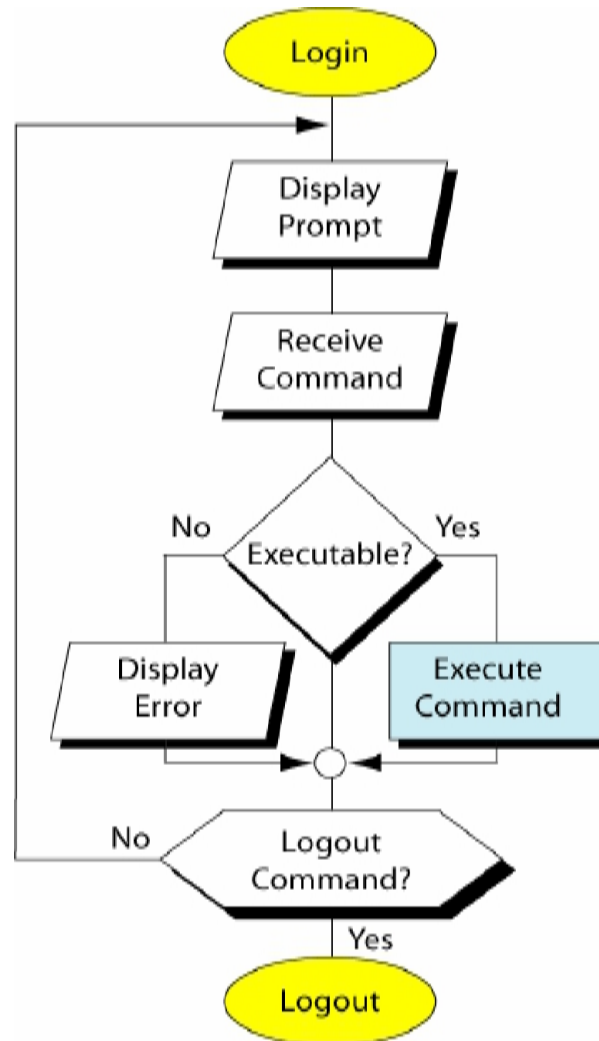 Login
Display
Prompt
Receive
Command
No
Yes
Executable?
Display
Error
Execute
Command
No
Logout
Command?
Yes
Logout